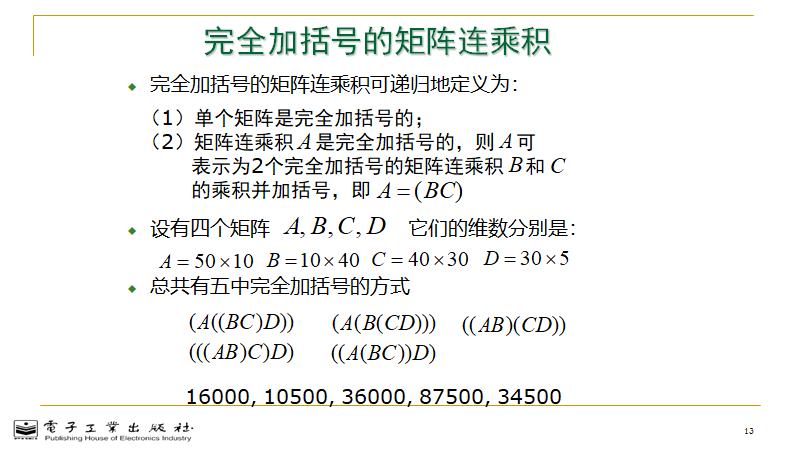 完全加括号的矩阵连乘积
完全加括号的矩阵连乘积可递归地定义为：
（1）单个矩阵是完全加括号的；
（2）矩阵连乘积 A 是完全加括号的，则 A 可
表示为2个完全加括号的矩阵连乘积 B 和 C
的乘积并加括号，即 A = (BC)
设有四个矩阵 A, B, C, D 它们的维数分别是：
A = 50×10 B = 10×40 C = 40×30 D = 30×5
总共有五中完全加括号的方式
(A((BC)D)) (A(B(CD))) ((AB)(CD))
(((AB)C)D) ((A(BC))D)
16000, 10500, 36000, 87500, 34500
電子工業出版社
Publishing House of Electronics Industry
13